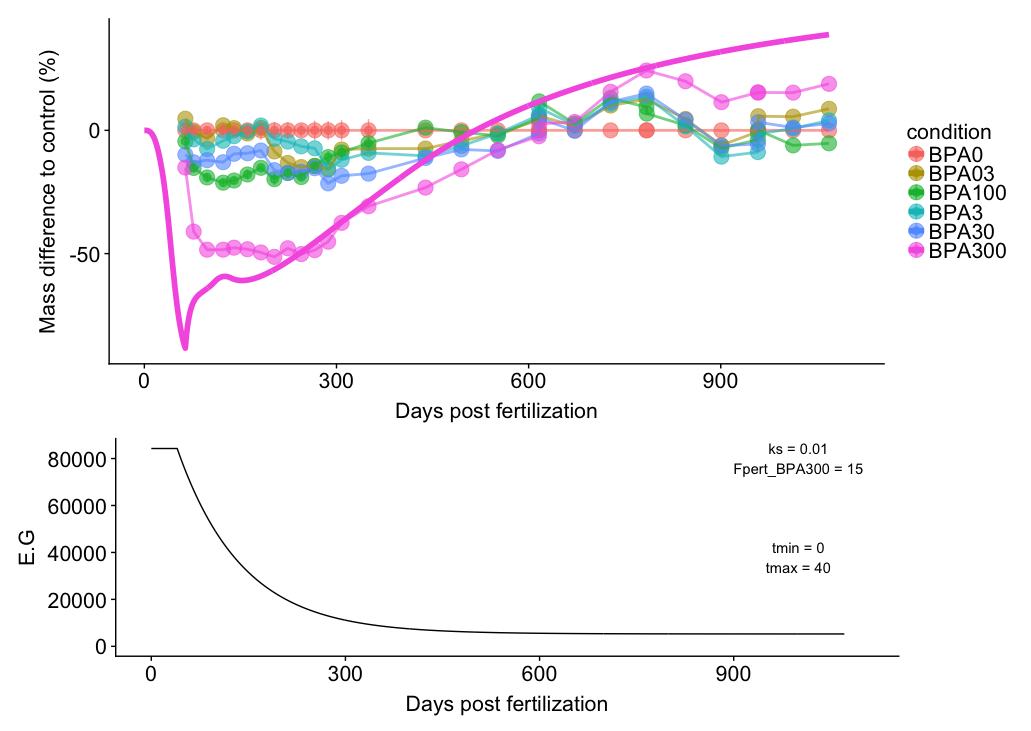 Mass difference to control (%)
0
-50
0
300
600
900
Days post fertilization
condition
BPA0
BPA03
BPA100
BPA3
BPA30
BPA300
E.G
80000
60000
40000
20000
0
ks = 0.01
Fpert_BPA300 = 15
tmin = 0
tmax = 40
0
300
600
900
Days post fertilization